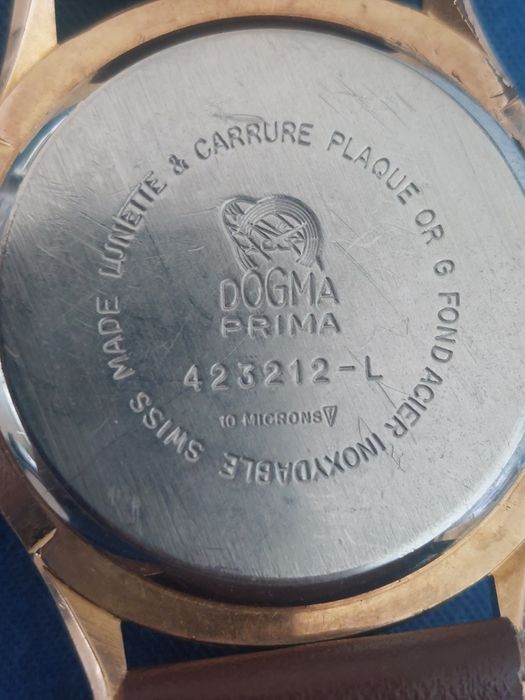 LUNETTE & CARRURE PLAQUE OR G FOND ACIER INOXYDABLE SWISS MADE
DOGMA
PRIMA
423212-L
10 MICRONS